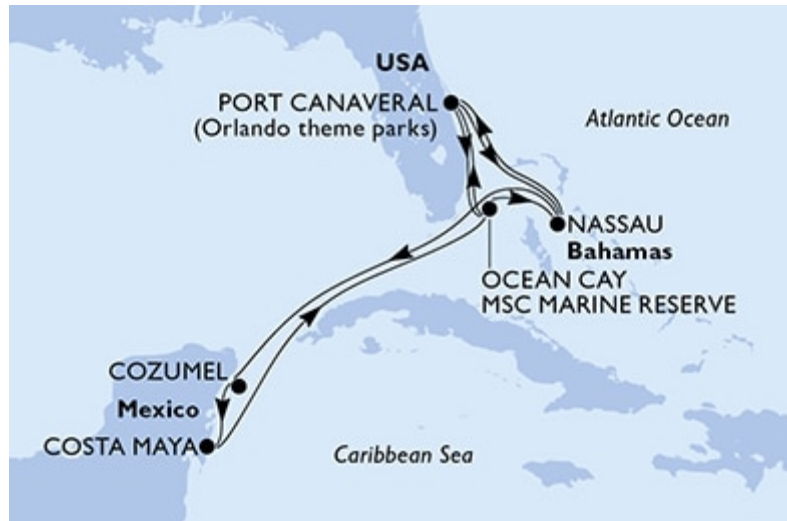 USA
PORT CANAVERAL
(Orlando theme parks)
Atlantic Ocean
NASSAU
Bahamas
OCEAN CAY
MSC MARINE RESERVE
COZUMEL
Mexico
COSTA MAYA
Caribbean Sea